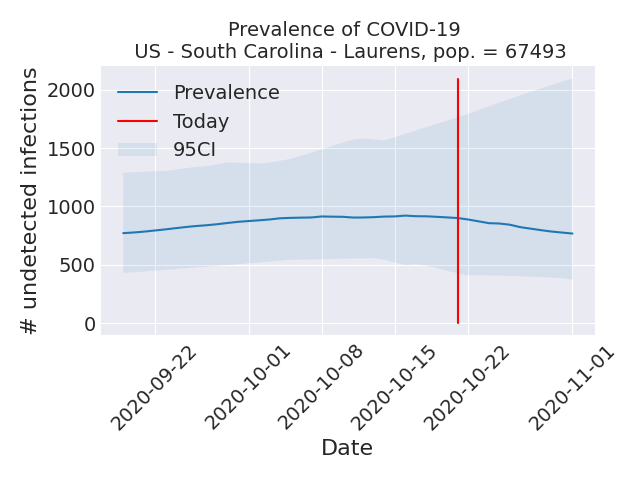 Prevalence of COVID-19
US - South Carolina - Laurens, pop. = 67493
# undetected infections
2000
1500
1000
500
0
Prevalence
Today
95CI
2020-09-22
2020-10-01
2020-10-08
2020-10-15
2020-10-22
2020-11-01
Date